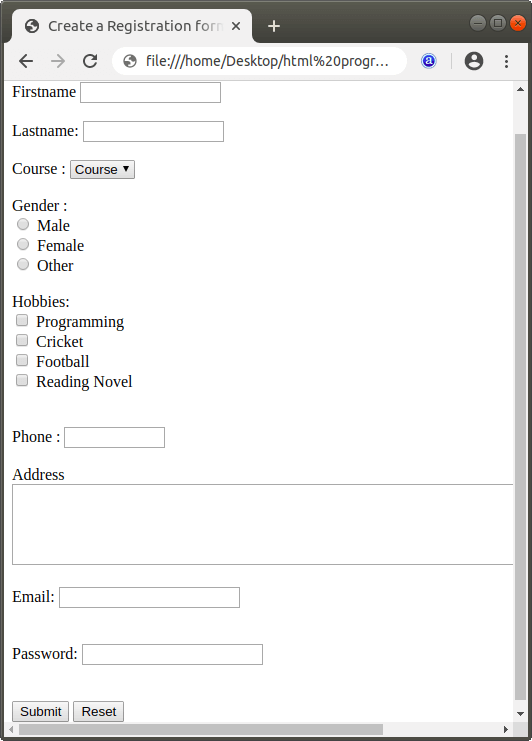 Create a Registration form
file:///home/Desktop/html%20progr…
a
Firstname
Lastname:
Course : Course
Gender :
Male
Female
Other
Hobbies:
Programming
Cricket
Football
Reading Novel
Phone :
Address
Email:
Password:
Submit Reset